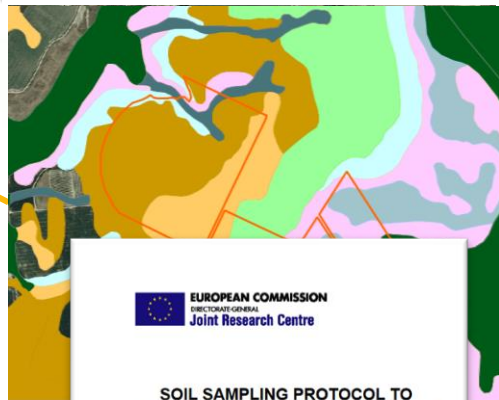 EUROPEAN COMMISSION
DIRECTORATE-GENERAL
Joint Research Centre
SOIL SAMPLING PROTOCOL TO